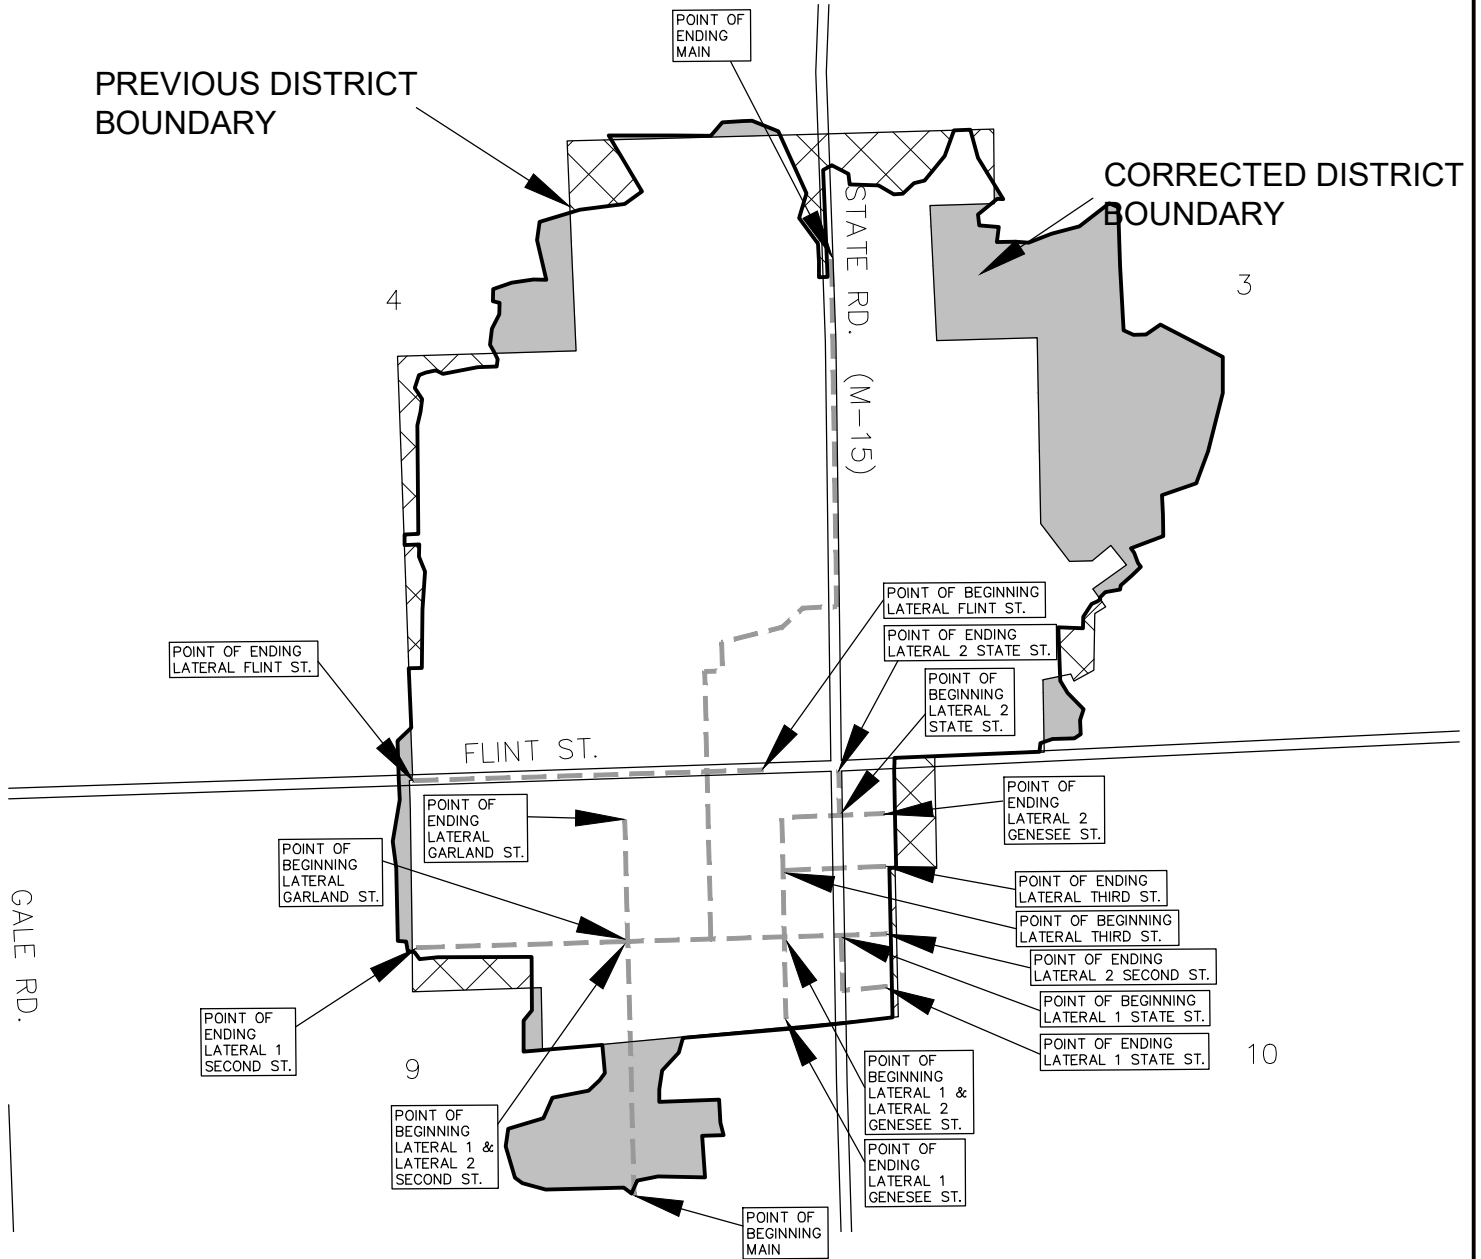 POINT OF
ENDING
MAIN
PREVIOUS DISTRICT
BOUNDARY
CORRECTED DISTRICT
BOUNDARY
STATE RD. (M-15)
4
3
POINT OF BEGINNING
LATERAL FLINT ST.
POINT OF ENDING
LATERAL 2 STATE ST.
POINT OF ENDING
LATERAL FLINT ST.
POINT OF
BEGINNING
LATERAL 2
STATE ST.
FLINT ST.
POINT OF
ENDING
LATERAL
GARLAND ST.
POINT OF
ENDING
LATERAL 2
GENESEE ST.
POINT OF
BEGINNING
LATERAL
GARLAND ST.
POINT OF ENDING
LATERAL THIRD ST.
POINT OF BEGINNING
LATERAL THIRD ST.
GALE RD.
POINT OF ENDING
LATERAL 2 SECOND ST.
POINT OF BEGINNING
LATERAL 1 STATE ST.
POINT OF
ENDING
LATERAL 1
SECOND ST.
POINT OF ENDING
LATERAL 1 STATE ST.
9
10
POINT OF
BEGINNING
LATERAL 1 &
LATERAL 2
GENESEE ST.
POINT OF
BEGINNING
LATERAL 1 &
LATERAL 2
SECOND ST.
POINT OF
ENDING
LATERAL 1
GENESEE ST.
POINT OF
BEGINNING
MAIN